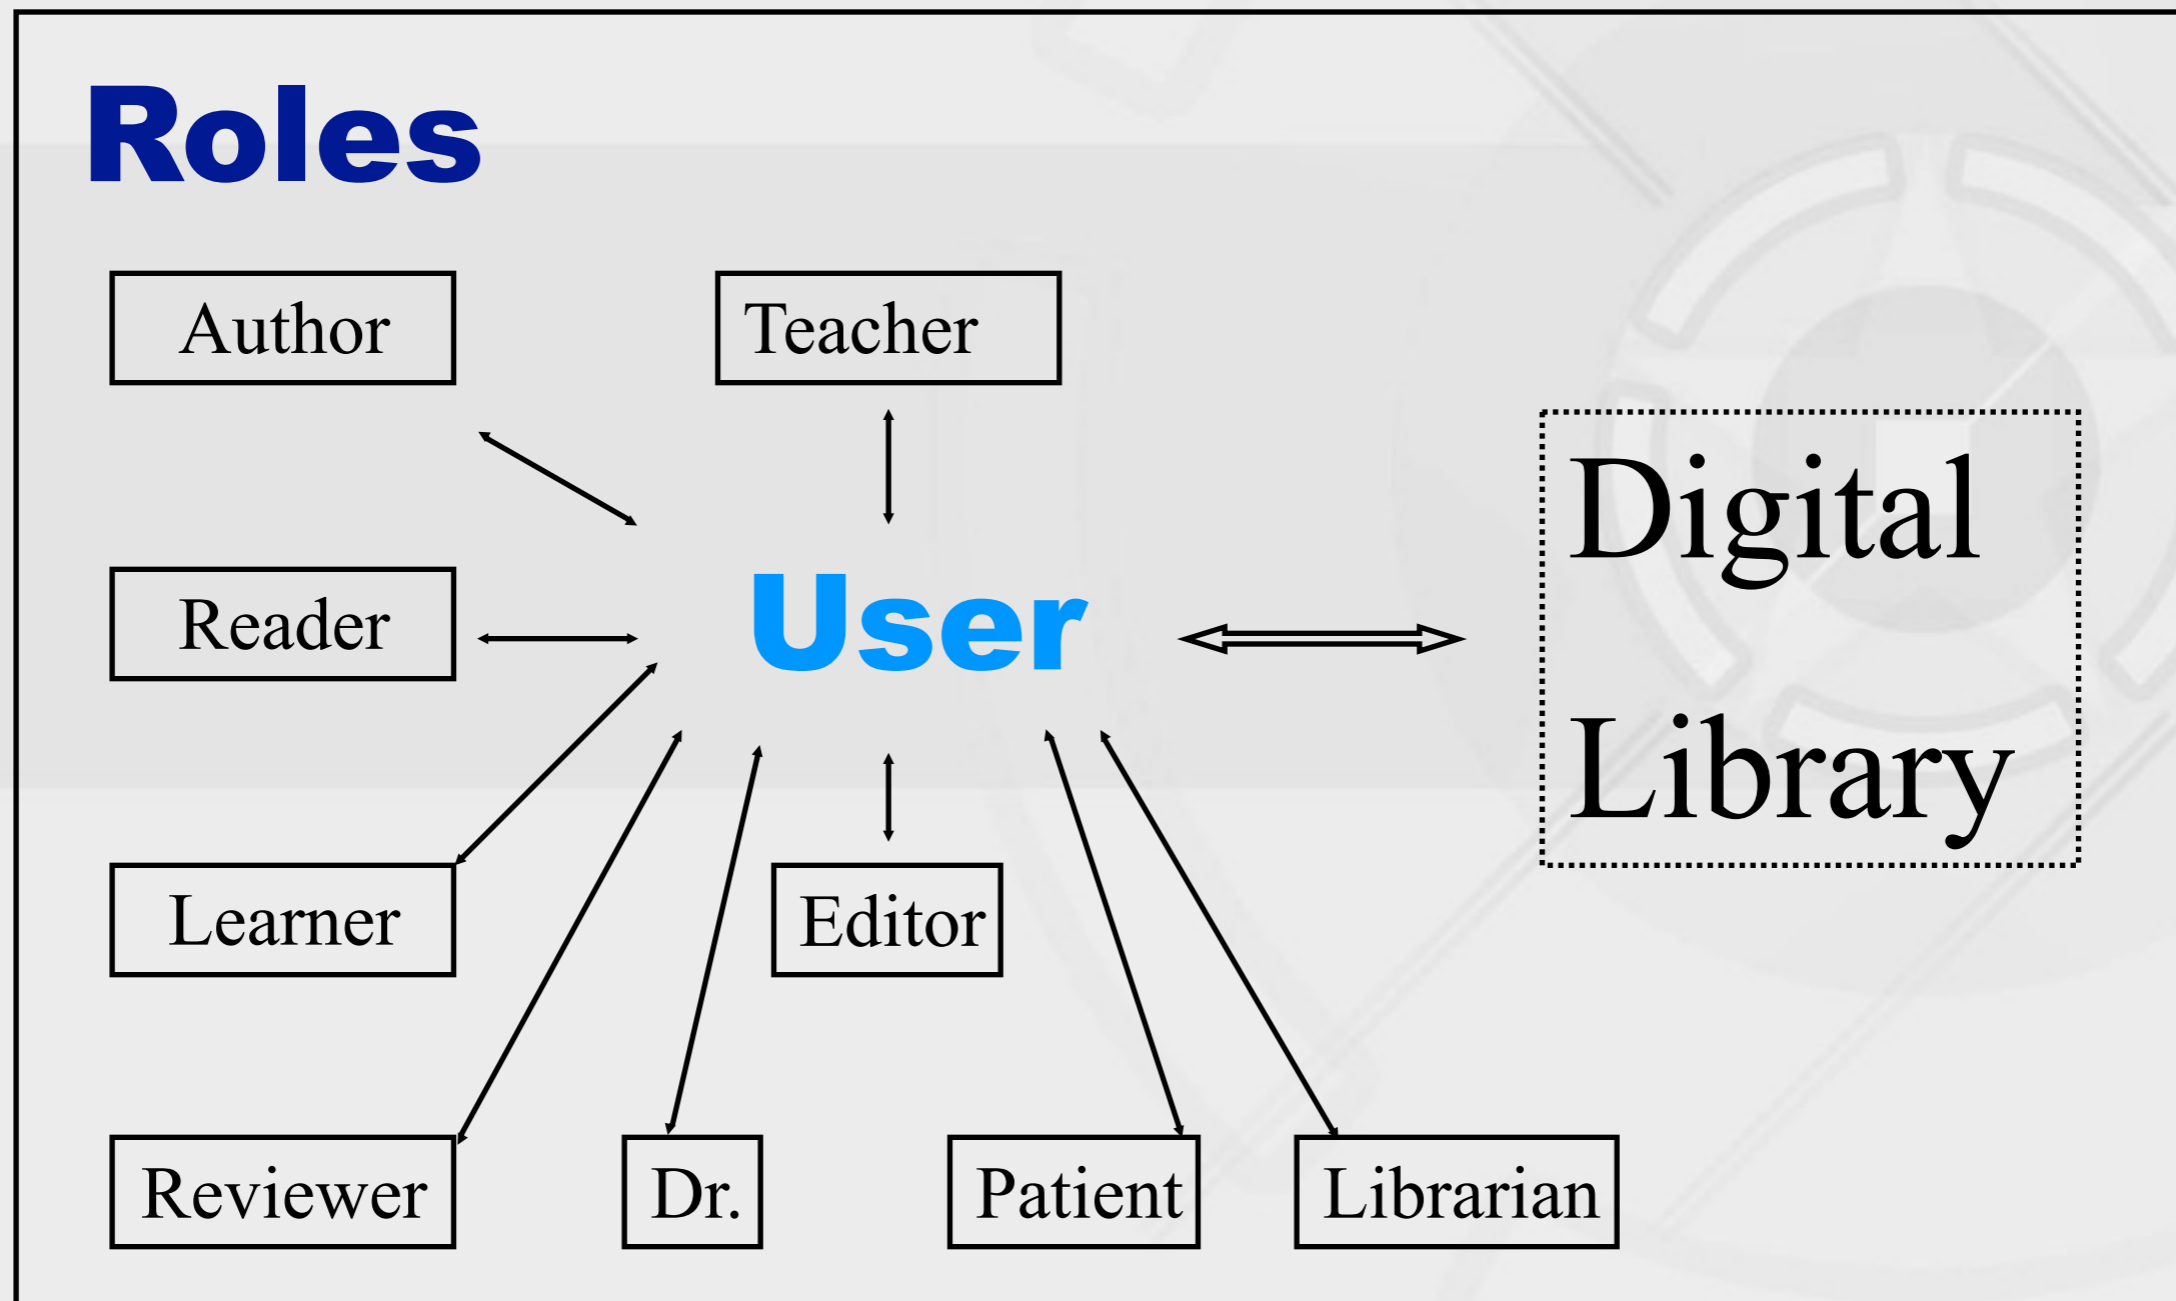 Roles
Author
Teacher
Reader
User
Digital
Library
Learner
Editor
Reviewer
Dr.
Patient
Librarian